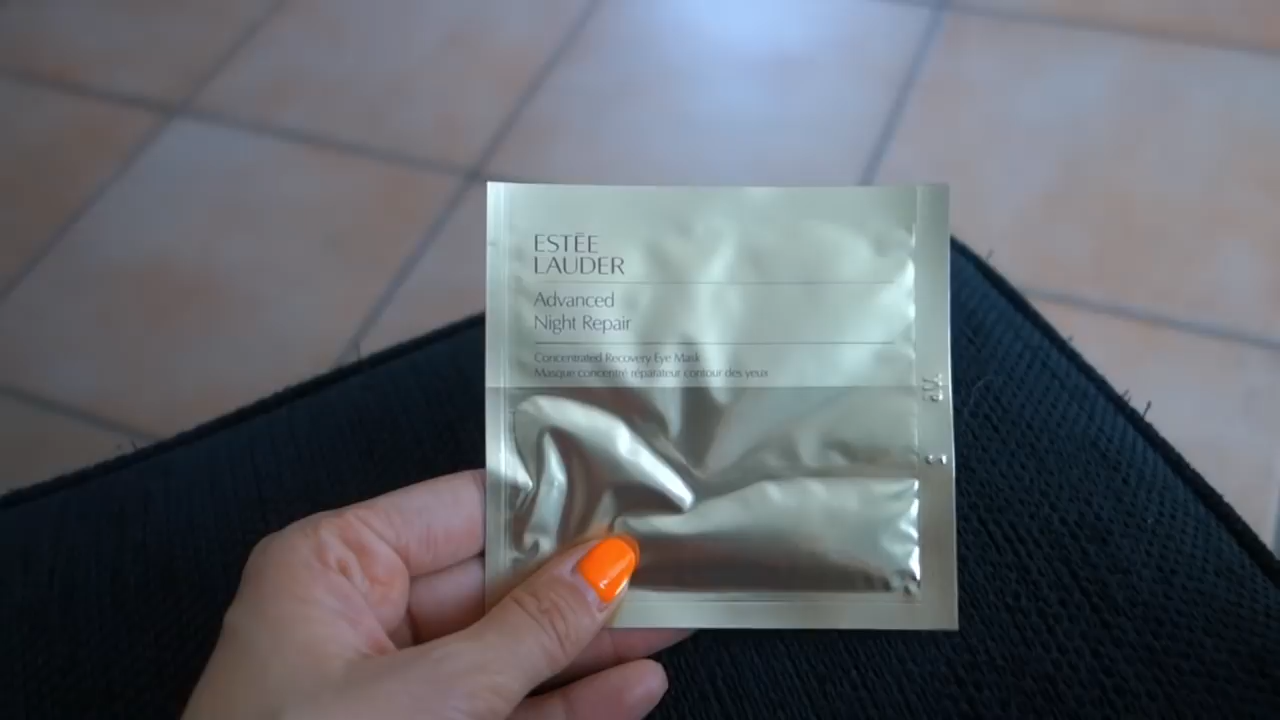 ESTĒE
LAUDER
Advanced
Night Repair
Concentrated Recovery Eye Mask
Masque concentré réparateur contour des yeux